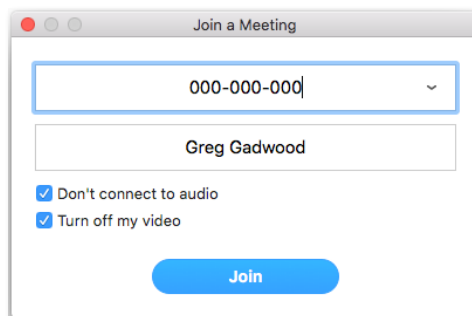 Join a Meeting
000-000-000
Greg Gadwood
Don't connect to audio
Turn off my video
Join